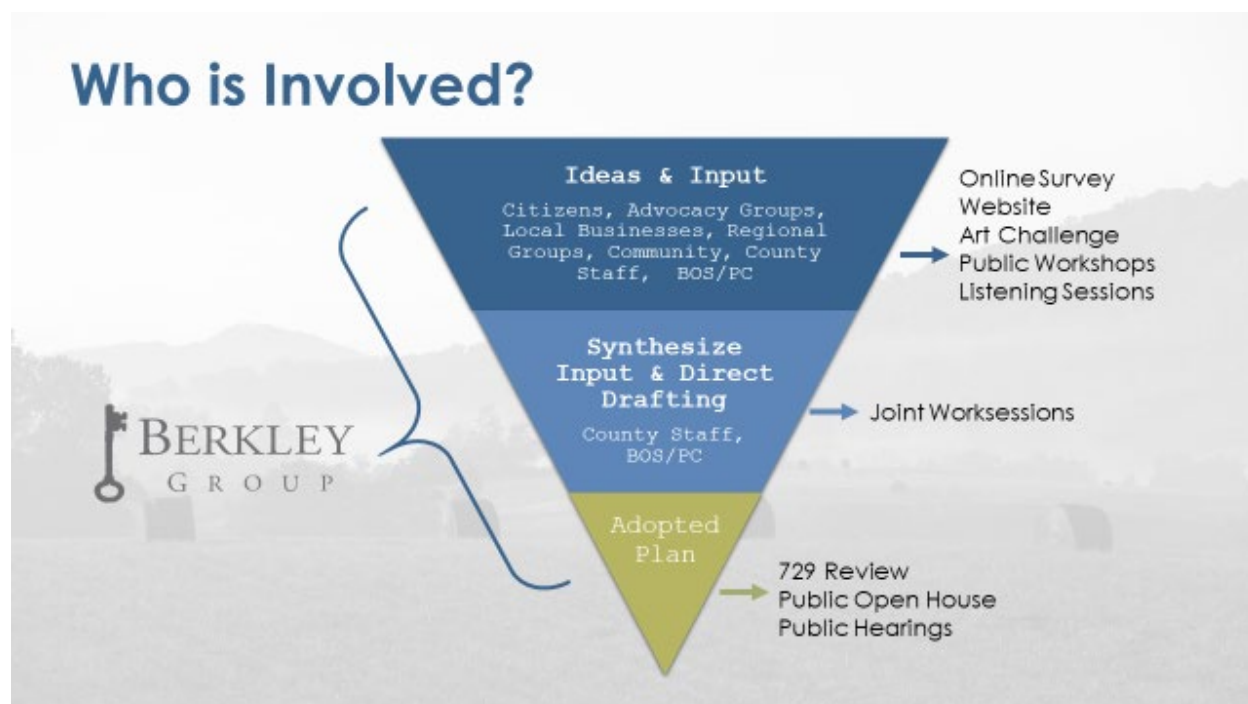 Who is Involved?
Ideas & Input
Citizens, Advocacy Groups,
Local Businesses, Regional
Groups, Community, County
Staff, BOS/PC
Online Survey
Website
Art Challenge
Public Workshops
Listening Sessions
Synthesize
Input & Direct
Drafting
County Staff,
BOS/PC
Joint Worksessions
BERKLEY
GROUP
Adopted
Plan
729 Review
Public Open House
Public Hearings